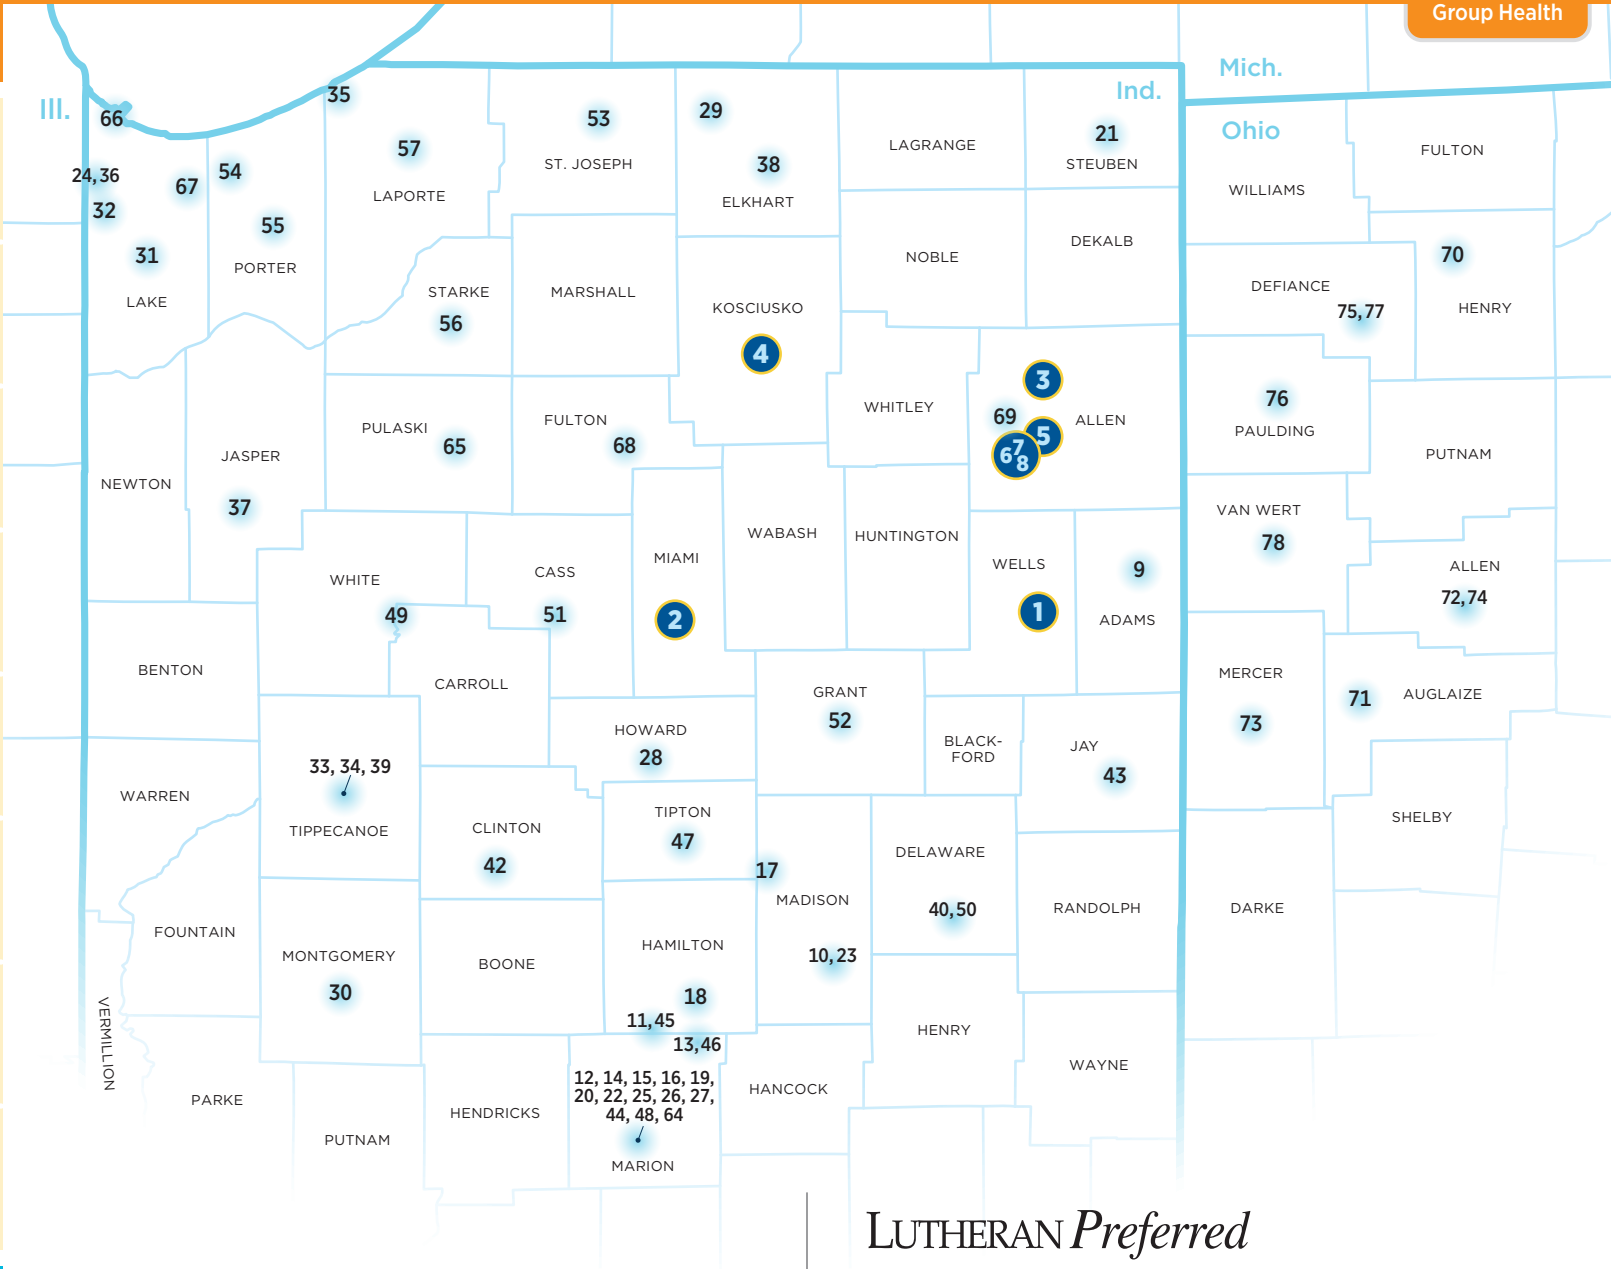 Group Health
Mich.
Ind.
Ill.
Ohio
35
66
29
53
21
57
LAGRANGE
FULTON
ST. JOSEPH
38
STEUBEN
24, 36
54
67
LAPORTE
ELKHART
WILLIAMS
32
55
DEKALB
31
NOBLE
70
PORTER
DEFIANCE
LAKE
STARKE
MARSHALL
KOSCIUSKO
75, 77
HENRY
56
4
3
76
WHITLEY
69
ALLEN
PULASKI
FULTON
5
PAULDING
65
68
6 7 8
JASPER
PUTNAM
NEWTON
37
VAN WERT
WABASH
HUNTINGTON
78
MIAMI
WELLS
9
ALLEN
WHITE
CASS
72, 74
49
51
2
1
ADAMS
BENTON
CARROLL
MERCER
GRANT
71
AUGLAIZE
52
73
HOWARD
BLACK-
FORD
JAY
28
43
33, 34, 39
WARREN
TIPTON
SHELBY
TIPPECANOE
CLINTON
47
DELAWARE
42
17
MADISON
40, 50
RANDOLPH
DARKE
FOUNTAIN
HAMILTON
MONTGOMERY
BOONE
10, 23
30
18
11, 45
HENRY
VERMILLION
13, 46
WAYNE
12, 14, 15, 16, 19,
20, 22, 25, 26, 27,
44, 48, 64
HANCOCK
PARKE
HENDRICKS
PUTNAM
MARION
LUTHERAN Preferred